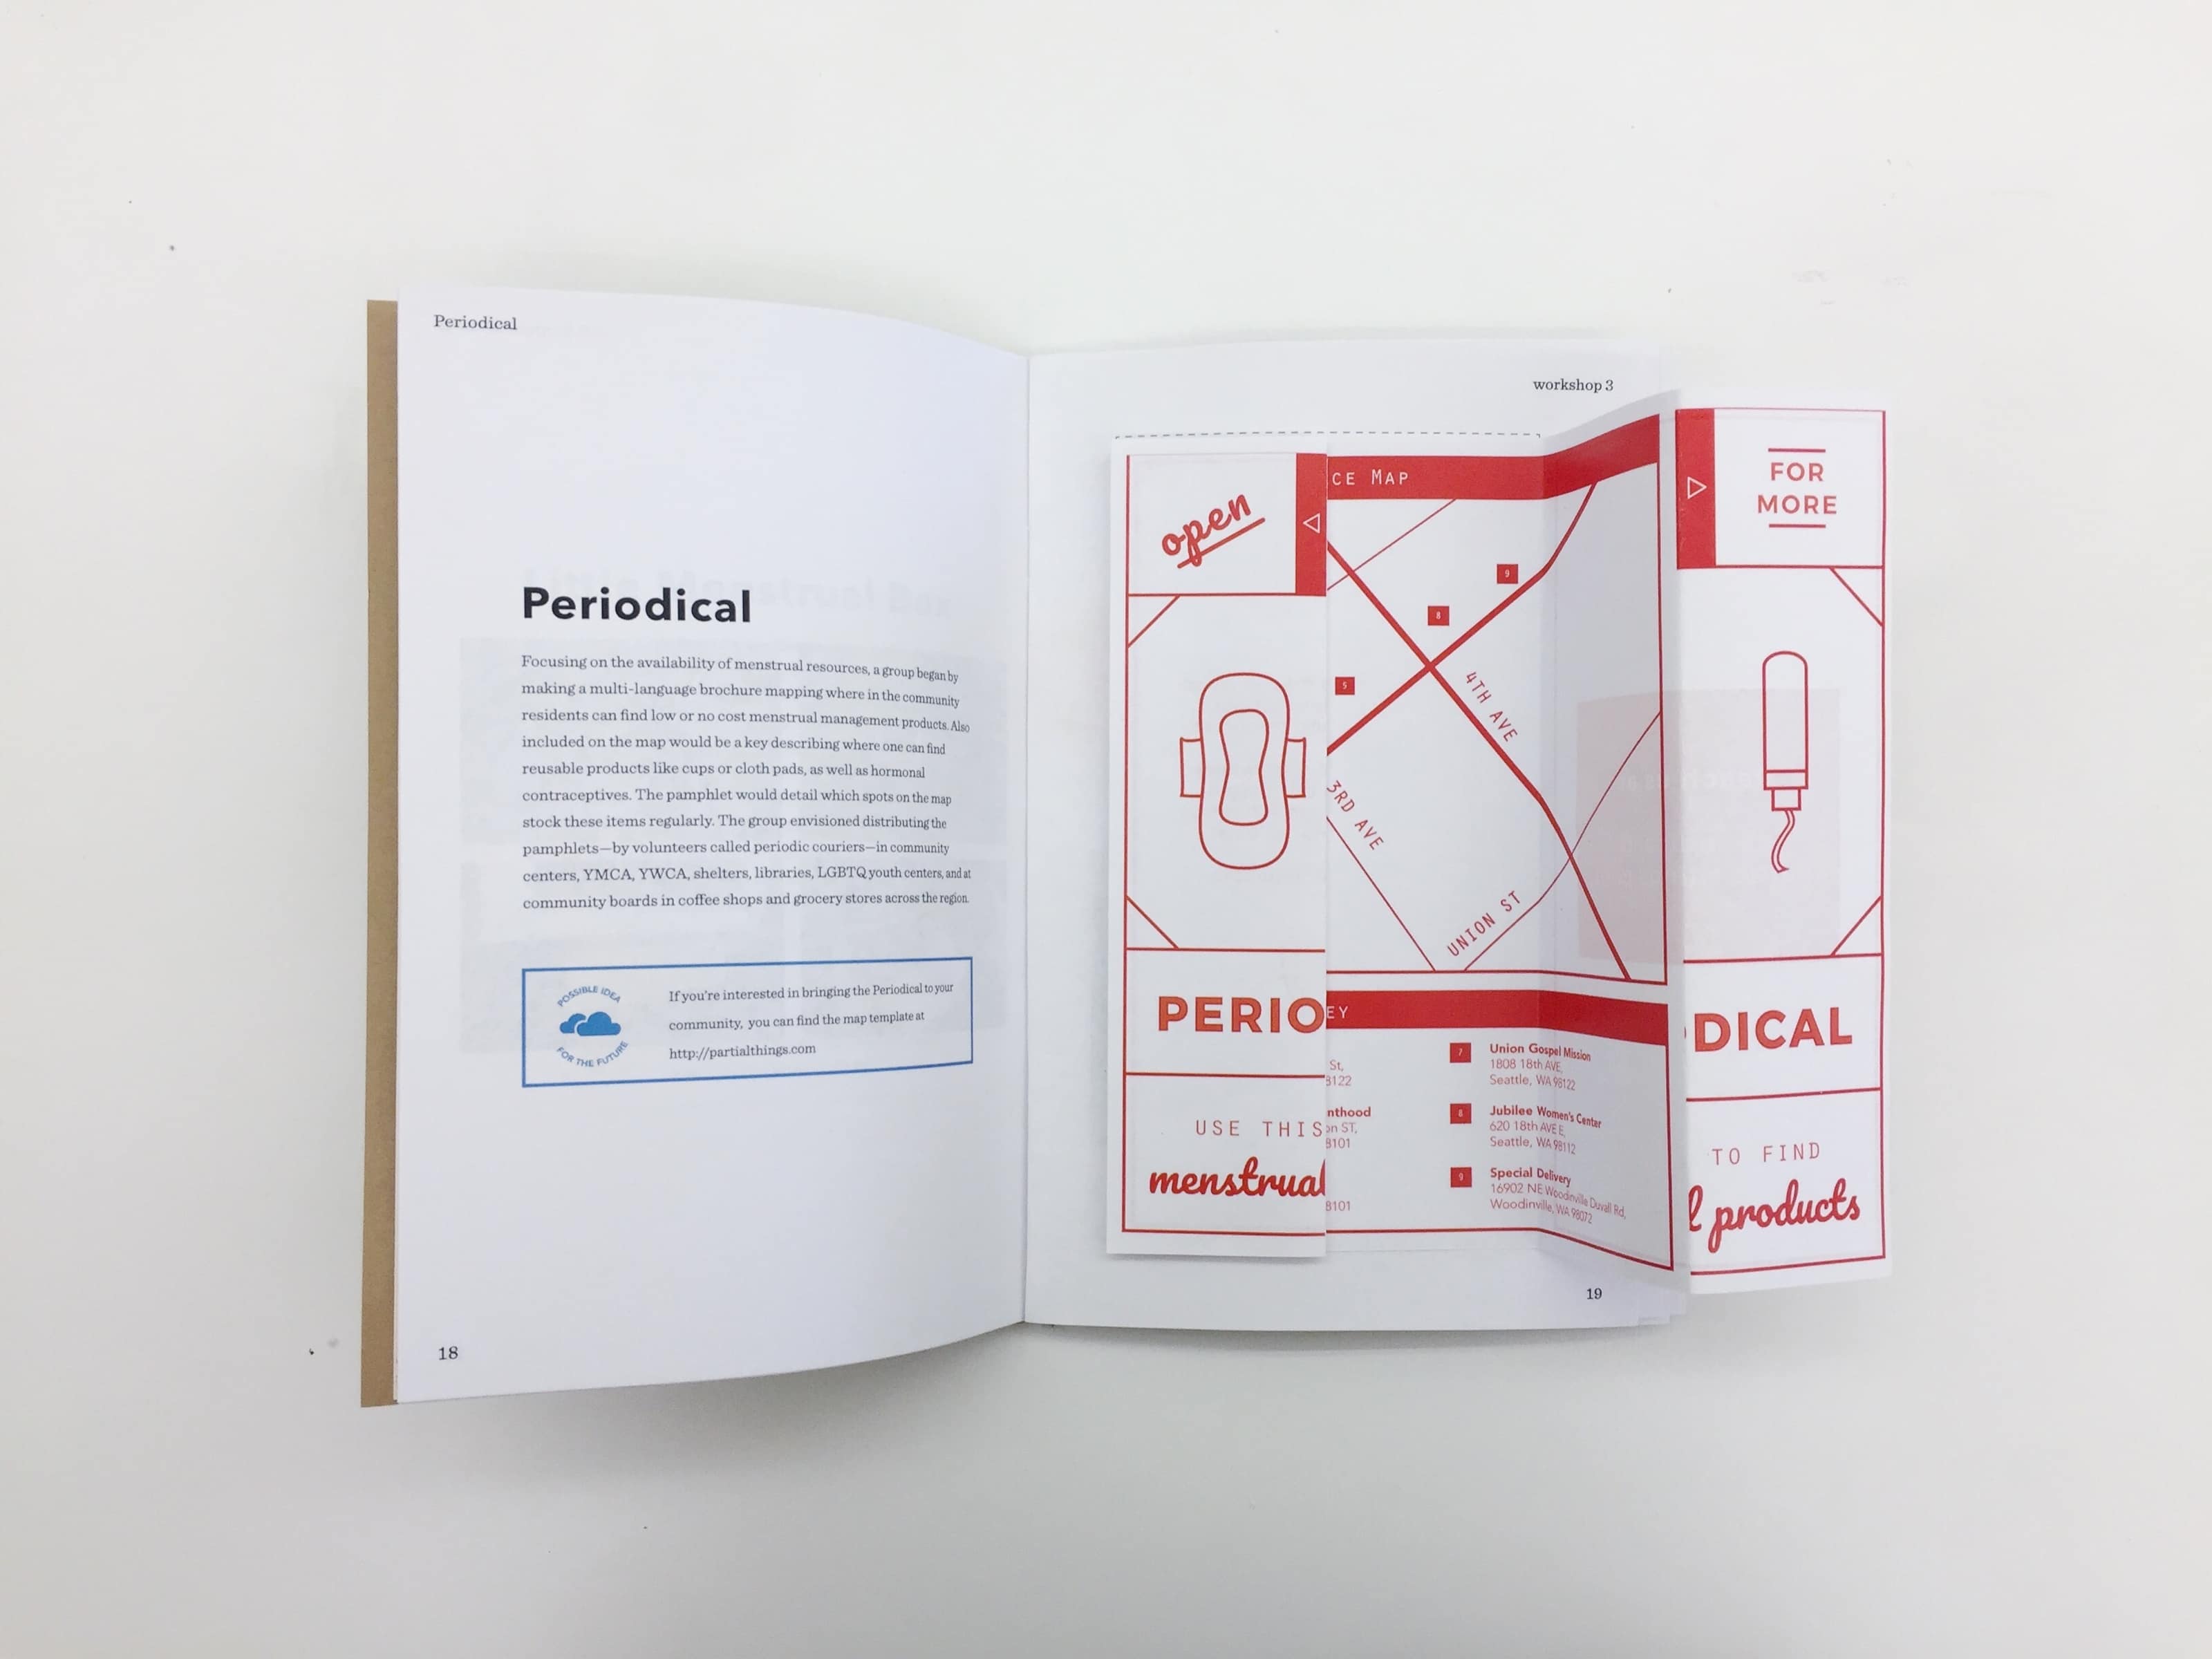 Periodical
Periodical
Focusing on the availability of menstrual resources, a group began by
making a multi-language brochure mapping where in the community
residents can find low or no cost menstrual management products. Also
included on the map would be a key describing where one can find
reusable products like cups or cloth pads, as well as hormonal
contraceptives. The pamphlet would detail which spots on the map
stock these items regularly. The group envisioned distributing the
pamphlets—by volunteers called periodic couriers—in community
centers, YMCA, YWCA, shelters, libraries, LGBTQ youth centers, and at
community boards in coffee shops and grocery stores across the region.
POSSIBLE IDEA
FOR THE FUTURE
If you're interested in bringing the Periodical to your
community, you can find the map template at
http://partialthings.com
18
workshop 3
open
PERIO
USE THIS
menstrual
CE MAP
9
8
5
4TH AVE
3RD AVE
UNION ST
EY
St,
8122
nthood
on ST,
8101
8101
7 Union Gospel Mission
1808 18th AVE,
Seattle, WA 98122
8 Jubilee Women's Center
620 18th AVE E,
Seattle, WA 98112
9 Special Delivery
16902 NE Woodinville Duvall Rd,
Woodinville, WA 98072
FOR
MORE
DICAL
TO FIND
l products
19